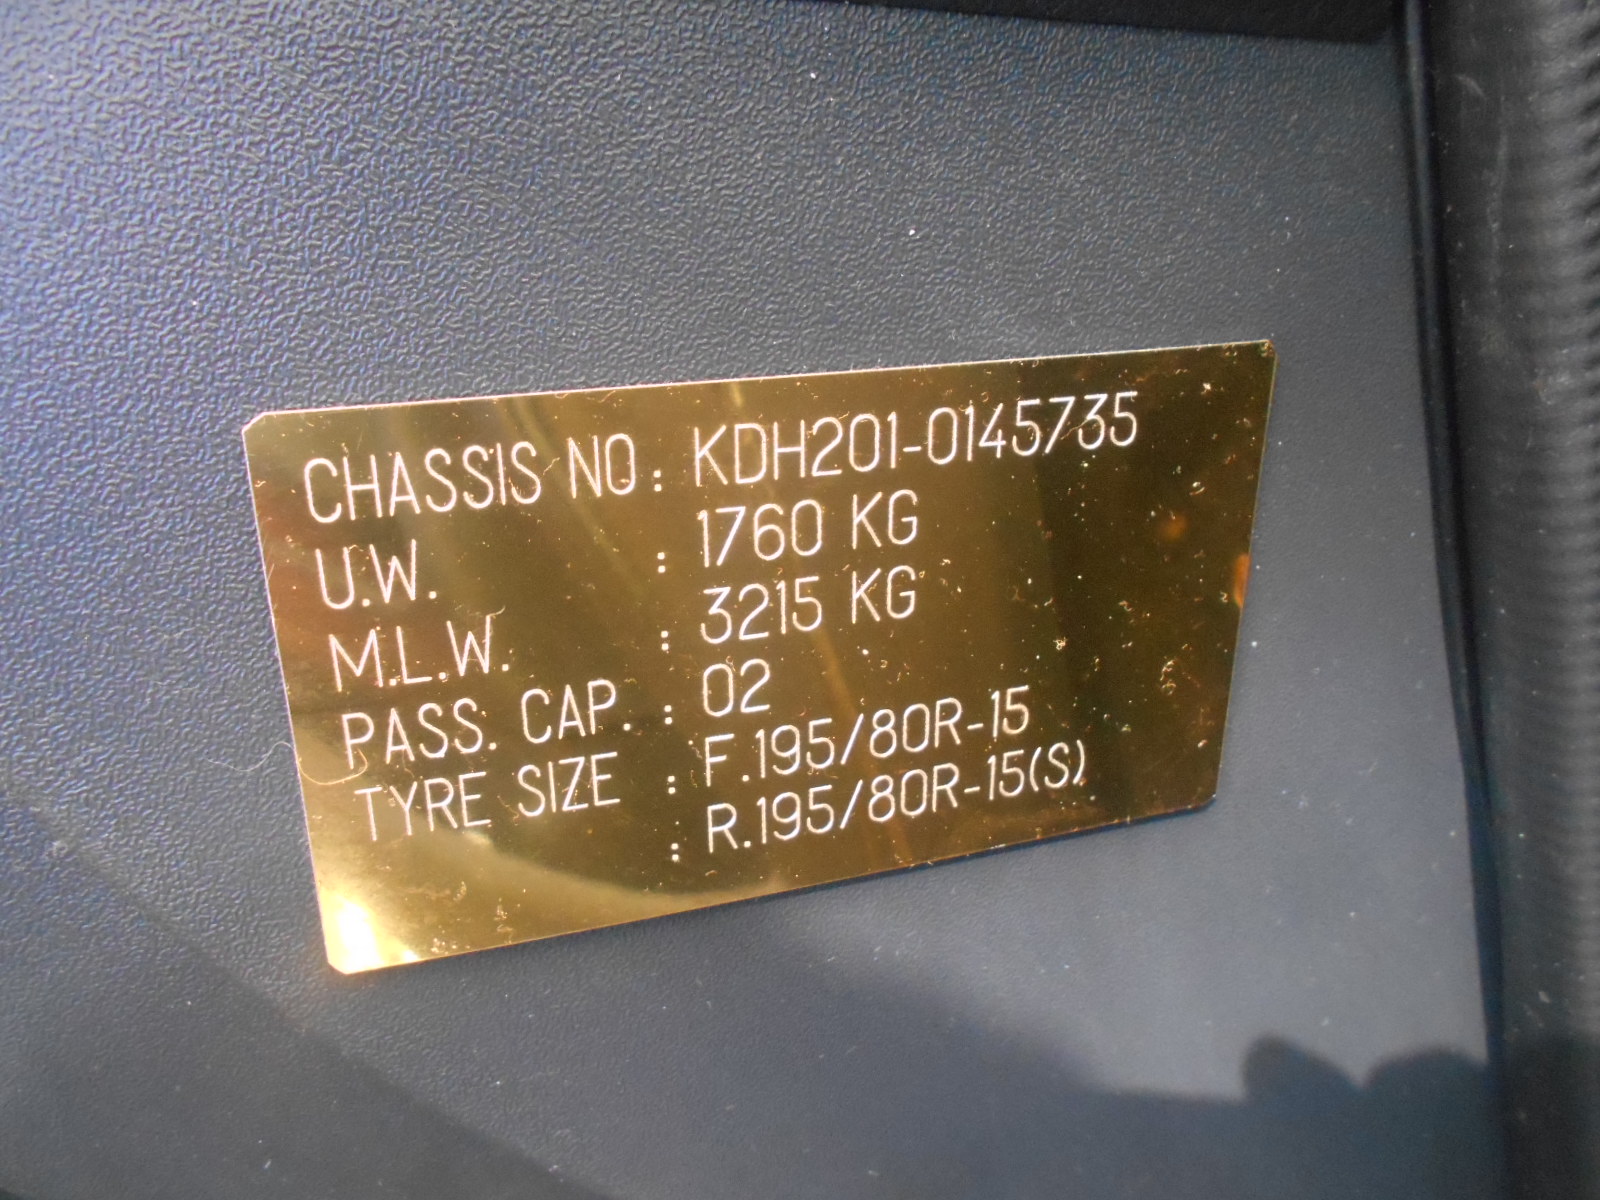 CHASSIS NO : KDH201-0145735
U.W. : 1760 KG
M.L.W. : 3215 KG
PASS. CAP. : 02
TYRE SIZE : F.195/80R-15
: R.195/80R-15(S)